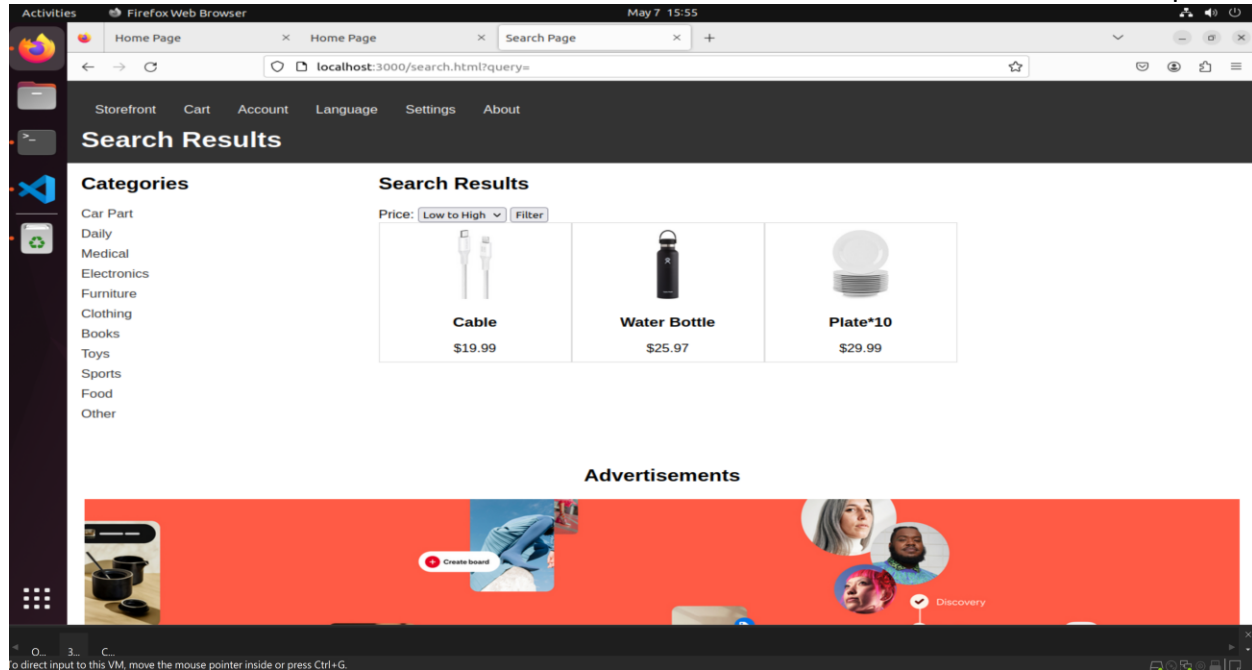 Activities Firefox Web Browser May 7 15:55
Home Page × Home Page × Search Page × +
localhost:3000/search.html?query=
Storefront Cart Account Language Settings About
Search Results
Categories
Car Part
Daily
Medical
Electronics
Furniture
Clothing
Books
Toys
Sports
Food
Other
Search Results
Price: Low to High Filter
Cable
$19.99
Water Bottle
$25.97
Plate*10
$29.99
Advertisements
Create board
Discovery
O... 3... C...
o direct input to this VM, move the mouse pointer inside or press Ctrl+G.